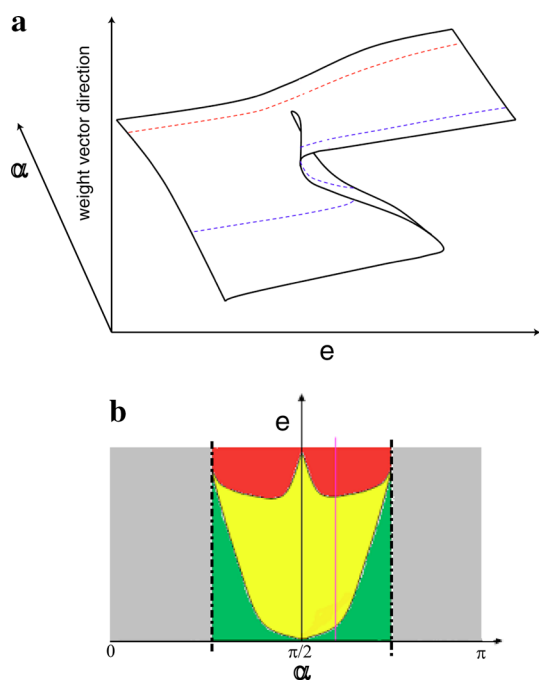 a
weight vector direction
α
e
b
e
0
π/2
π
α